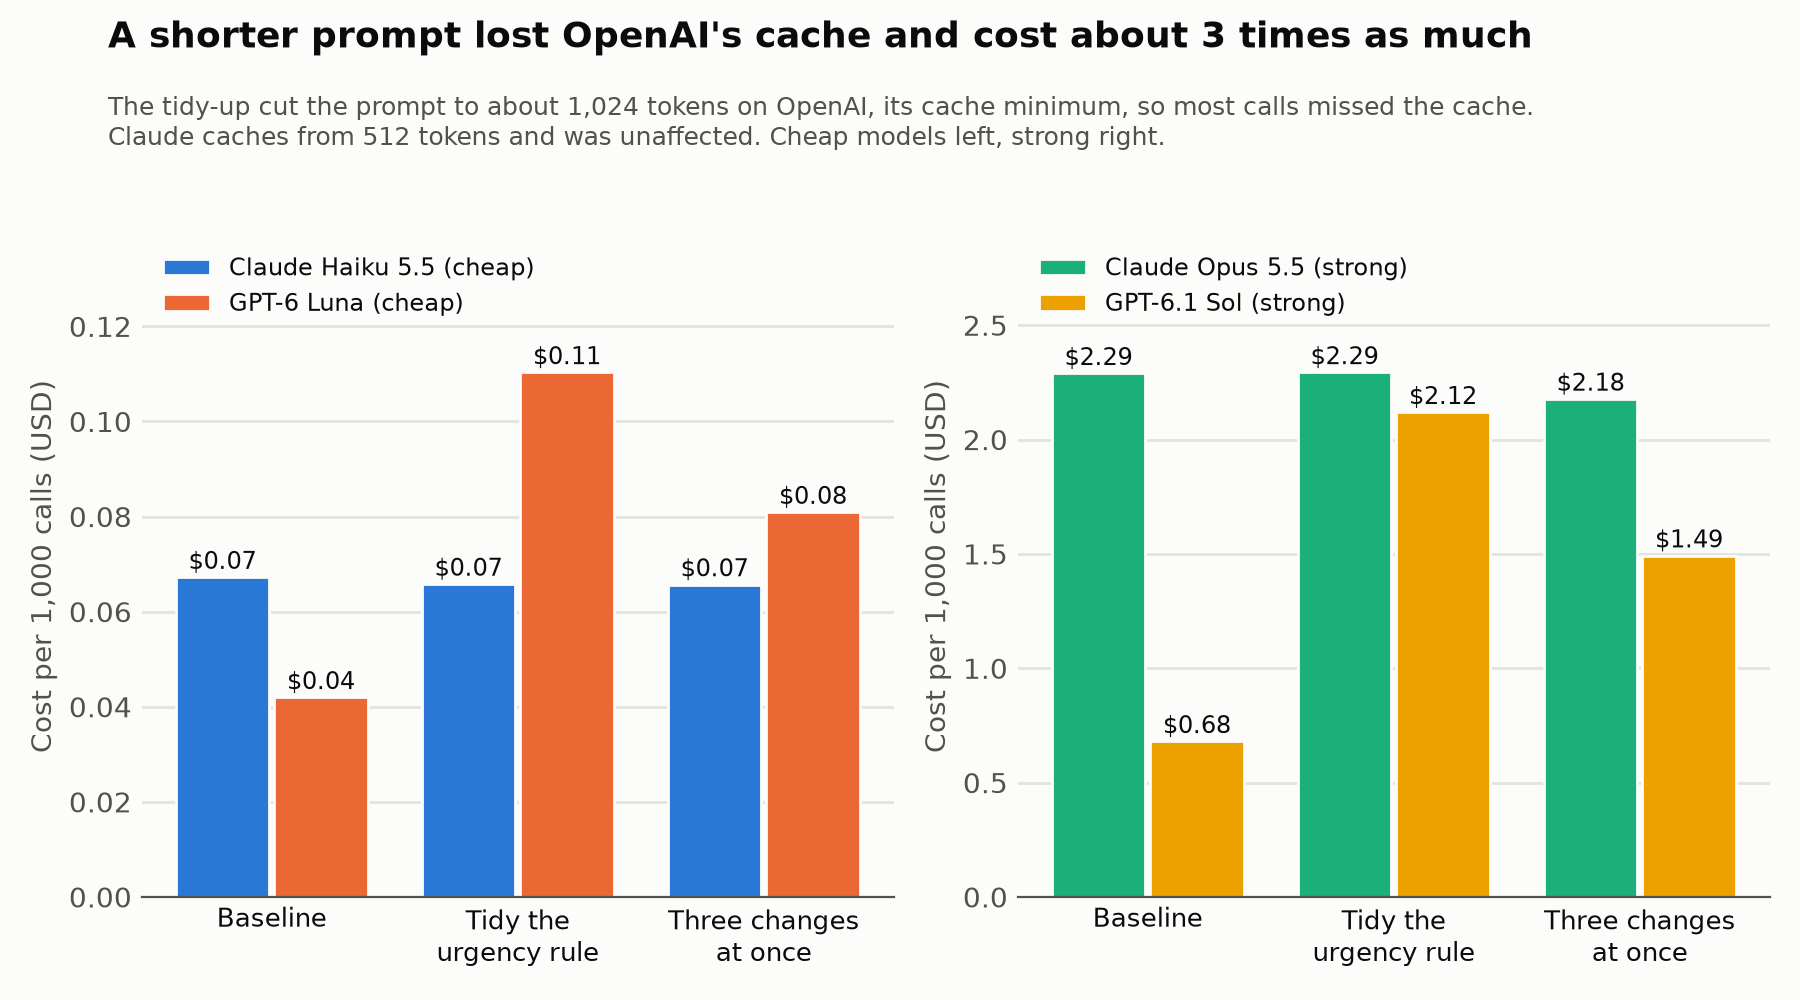 A shorter prompt lost OpenAI's cache and cost about 3 times as much
The tidy-up cut the prompt to about 1,024 tokens on OpenAI, its cache minimum, so most calls missed the cache.
Claude caches from 512 tokens and was unaffected. Cheap models left, strong right.
Claude Haiku 5.5 (cheap)
GPT-6 Luna (cheap)
Cost per 1,000 calls (USD)
0.12
0.10
0.08
0.06
0.04
0.02
0.00
$0.07
$0.04
$0.07
$0.11
$0.07
$0.08
Baseline
Tidy the
urgency rule
Three changes
at once
Claude Opus 5.5 (strong)
GPT-6.1 Sol (strong)
Cost per 1,000 calls (USD)
2.5
2.0
1.5
1.0
0.5
0.0
$2.29
$0.68
$2.29
$2.12
$2.18
$1.49
Baseline
Tidy the
urgency rule
Three changes
at once